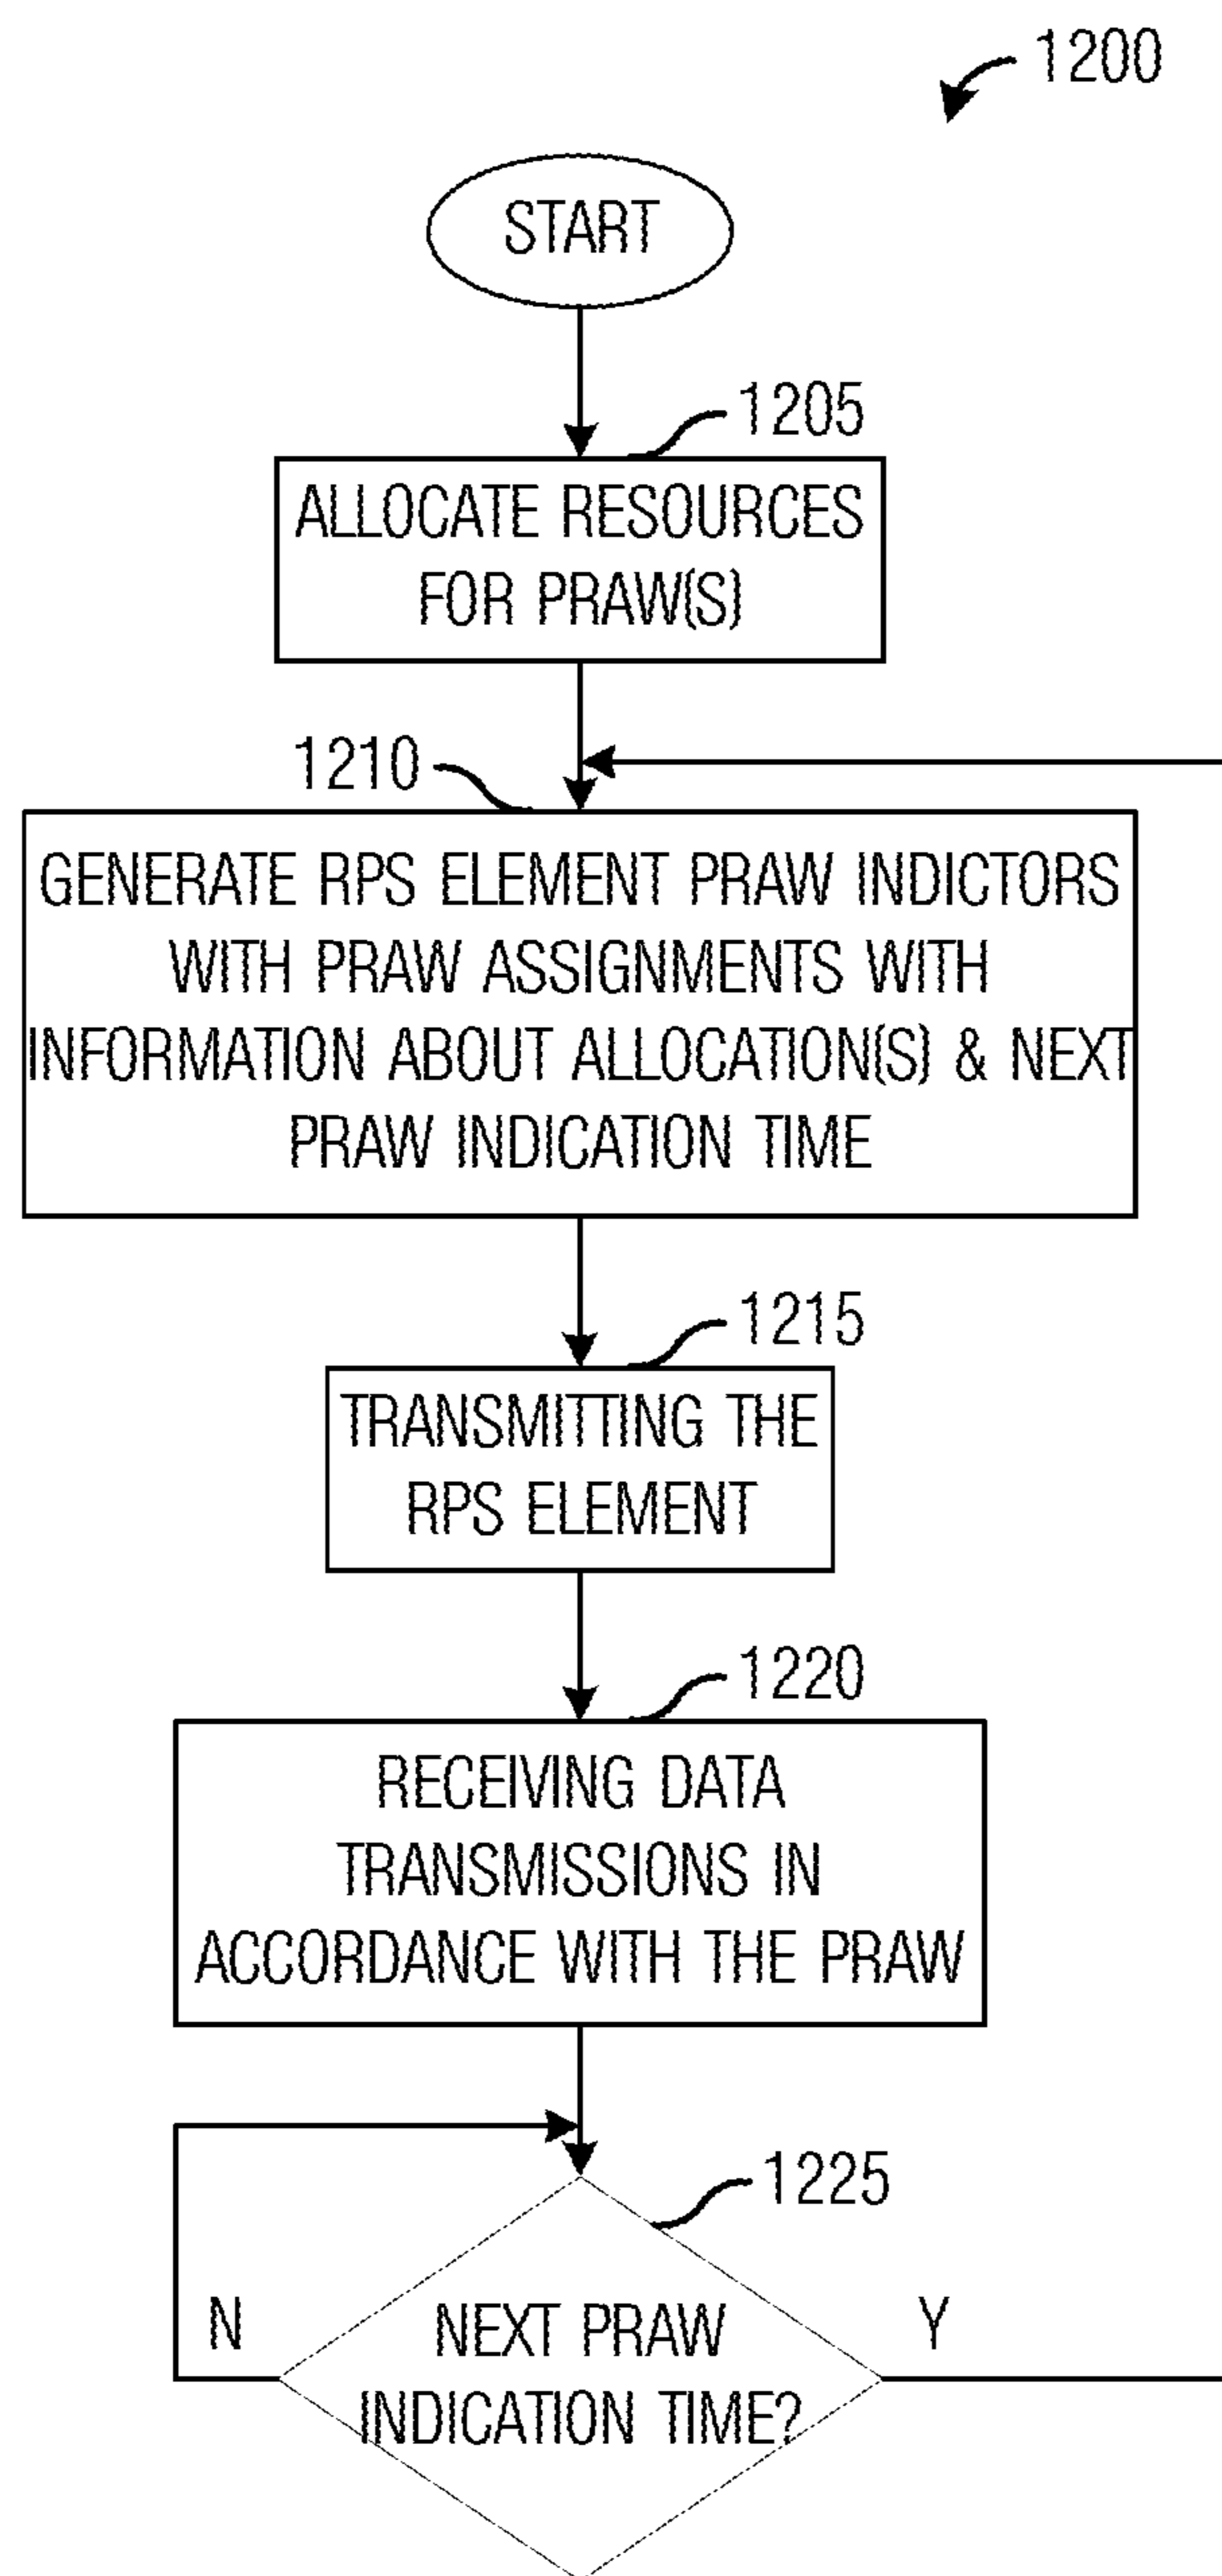 1200
START
1205
ALLOCATE RESOURCES
FOR PRAW(S)
1210
GENERATE RPS ELEMENT PRAW INDICTORS
WITH PRAW ASSIGNMENTS WITH
INFORMATION ABOUT ALLOCATION(S) & NEXT
PRAW INDICATION TIME
1215
TRANSMITTING THE
RPS ELEMENT
1220
RECEIVING DATA
TRANSMISSIONS IN
ACCORDANCE WITH THE PRAW
1225
N
NEXT PRAW
INDICATION TIME?
Y